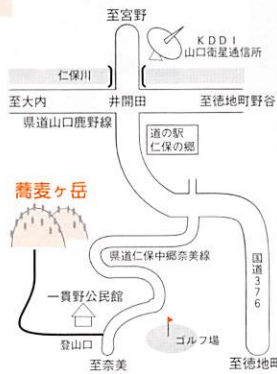 至宮野
KDDI
山口衛星通信所
仁保川
至大内
井開田
至徳地町野谷
県道山口鹿野線
道の駅
仁保の郷
蕎麦ヶ岳
県道仁保中郷奈美線
国道376
一貫野公民館
登山口
ゴルフ場
至奈美
至徳地町